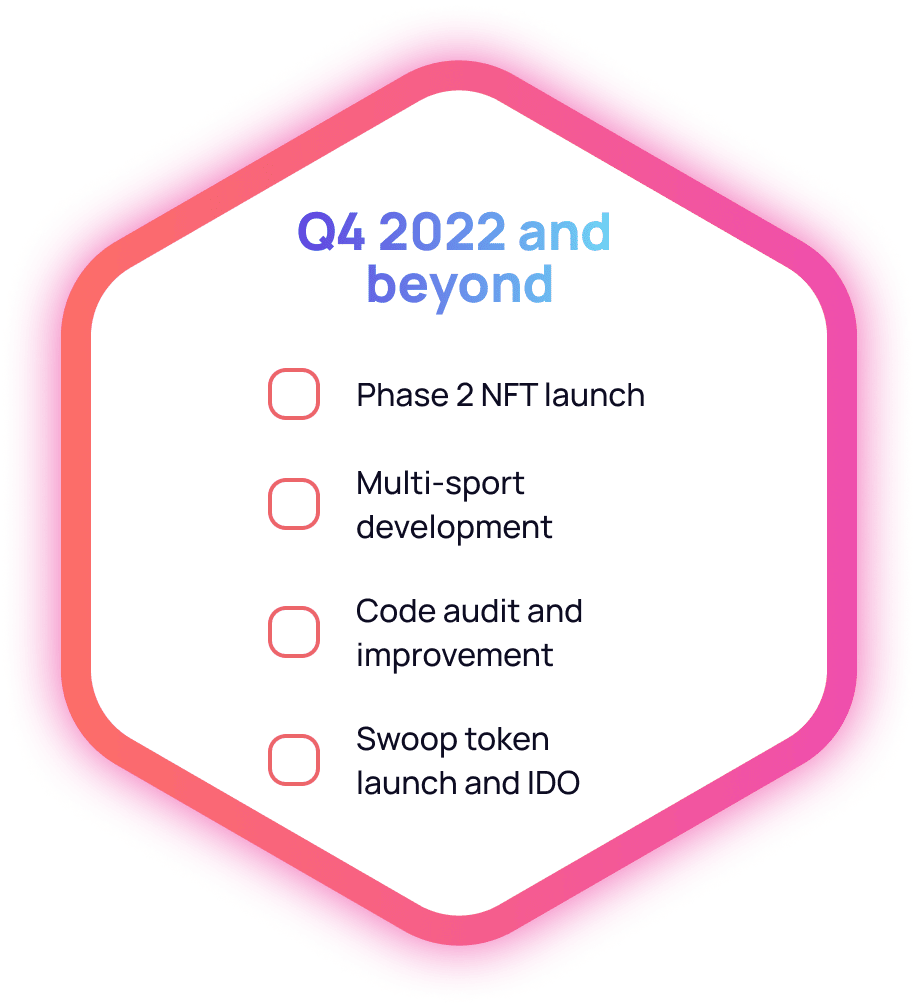 Q4 2022 and
beyond
Phase 2 NFT launch
Multi-sport
development
Code audit and
improvement
Swoop token
launch and IDO